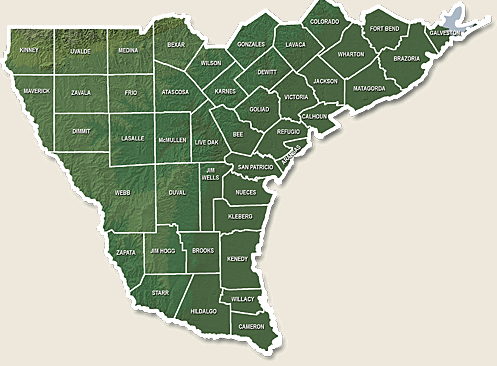 COLORADO
FORT BEND
GALVESTON
KINNEY
UVALDE
MEDINA
BEXAR
GONZALES
LAVACA
WHARTON
BRAZORIA
WILSON
DEWITT
JACKSON
MATAGORDA
MAVERICK
ZAVALA
FRIO
ATASCOSA
KARNES
VICTORIA
GOLIAD
CALHOUN
DIMMIT
LASALLE
McMULLEN
LIVE OAK
BEE
REFUGIO
ARANSAS
SAN PATRICIO
JIM
WELLS
WEBB
DUVAL
NUECES
KLEBERG
ZAPATA
JIM HOGG
BROOKS
KENEDY
STARR
WILLACY
HIDALGO
CAMERON